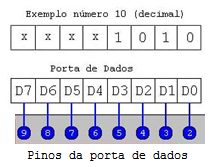 Exemplo número 10 (decimal)
x x x x 1 0 1 0
Porta de Dados
D7 D6 D5 D4 D3 D2 D1 D0
9 8 7 6 5 4 3 2
Pinos da porta de dados